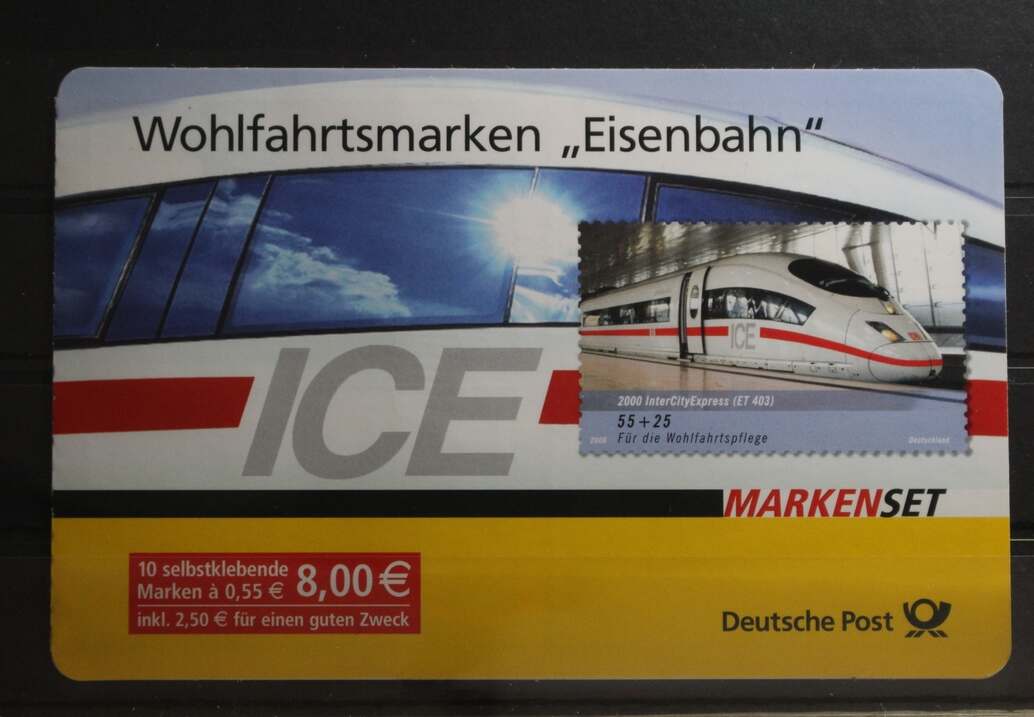 Wohlfahrtsmarken „Eisenbahn“
ICE
ICE
2000 InterCityExpress (ET 403)
55+25
Für die Wohlfahrtspflege
2006 Deutschland
MARKENSET
10 selbstklebende
Marken à 0,55 € 8,00 €
inkl. 2,50 € für einen guten Zweck
Deutsche Post